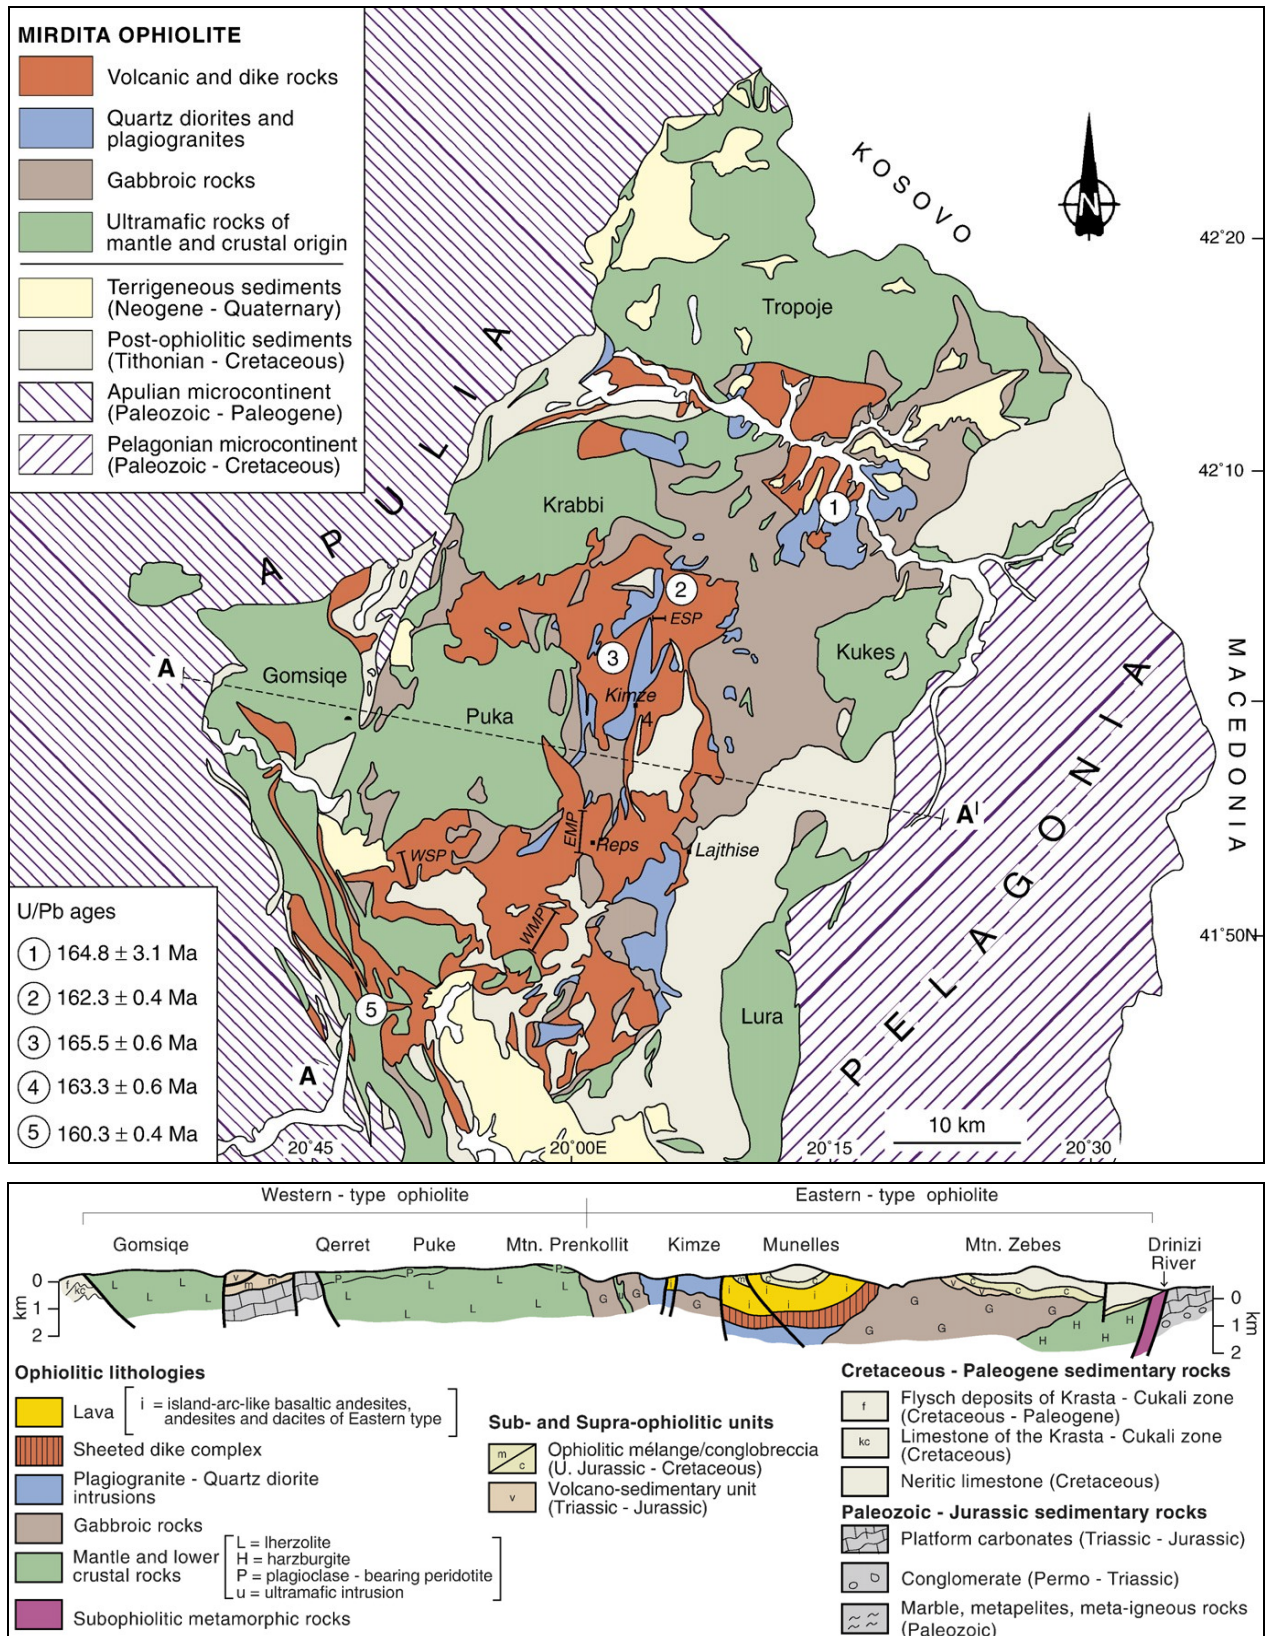 MIRDITA OPHIOLITE
Volcanic and dike rocks
Quartz diorites and
plagiogranites
Gabbroic rocks
Ultramafic rocks of
mantle and crustal origin
Terrigeneous sediments
(Neogene - Quaternary)
Post-ophiolitic sediments
(Tithonian - Cretaceous)
Apulian microcontinent
(Paleozoic - Paleogene)
Pelagonian microcontinent
(Paleozoic - Cretaceous)
KOSOVO
N
42°20
Tropoje
APULIA
42°10
Krabbi
1
2
ESP
3
Kukes
MACEDONIA
A
Gomsiqe
Kimze
4
Puka
PELAGONIA
A'
EMP
Reps
Lajthise
WSP
WMP
41°50N
5
Lura
A
10 km
20°45
20°00E
20°15
20°30
U/Pb ages
1 164.8 ± 3.1 Ma
2 162.3 ± 0.4 Ma
3 165.5 ± 0.6 Ma
4 163.3 ± 0.6 Ma
5 160.3 ± 0.4 Ma
Western - type ophiolite
Eastern - type ophiolite
Gomsiqe
Qerret
Puke
Mtn. Prenkollit
Kimze
Munelles
Mtn. Zebes
Drinizi
River
0
1
2
km
f
kc
L
L
L
L
v
m
m
P
P
P
L
L
L
L
L
L
G
u
G
G
i
m
c
c
i
i
i
i
i
G
G
G
G
G
v
v
c
c
H
H
H
H
0
1
2
km
Ophiolitic lithologies
Lava
i = island-arc-like basaltic andesites,
andesites and dacites of Eastern type
Sheeted dike complex
Plagiogranite - Quartz diorite
intrusions
Gabbroic rocks
Mantle and lower
crustal rocks
L = lherzolite
H = harzburgite
P = plagioclase - bearing peridotite
u = ultramafic intrusion
Subophiolitic metamorphic rocks
Sub- and Supra-ophiolitic units
m
c
Ophiolitic mélange/conglobreccia
(U. Jurassic - Cretaceous)
v
Volcano-sedimentary unit
(Triassic - Jurassic)
Cretaceous - Paleogene sedimentary rocks
f
Flysch deposits of Krasta - Cukali zone
(Cretaceous - Paleogene)
kc
Limestone of the Krasta - Cukali zone
(Cretaceous)
Neritic limestone (Cretaceous)
Paleozoic - Jurassic sedimentary rocks
Platform carbonates (Triassic - Jurassic)
Conglomerate (Permo - Triassic)
Marble, metapelites, meta-igneous rocks
(Paleozoic)